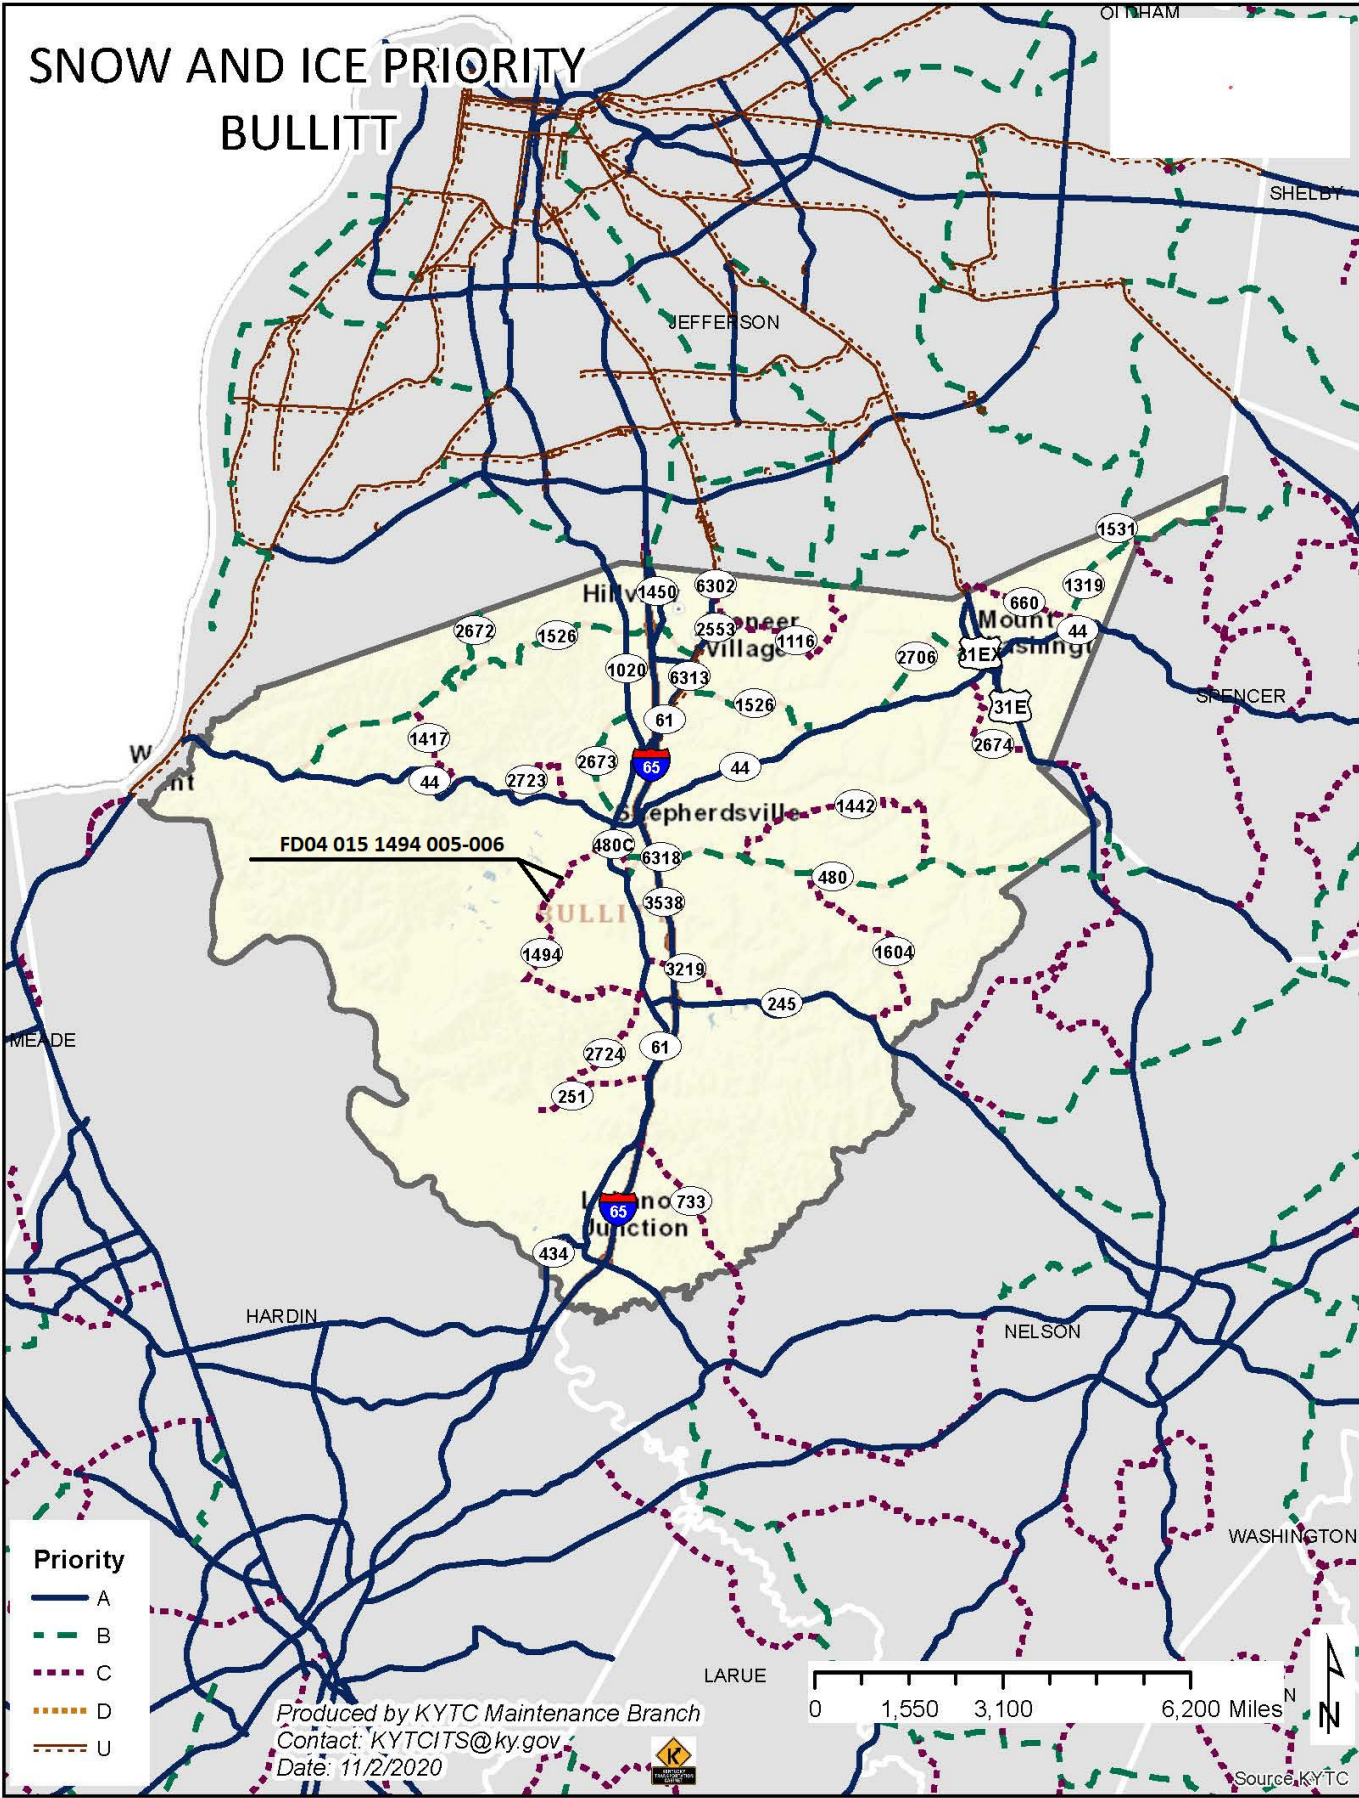 OLDHAM
SNOW AND ICE PRIORITY
BULLITT
SHELBY
JEFFERSON
1531
6302
1450
1319
Hillv
660
Mount
2672
1526
2553
1116
44
Village
2706
31EX
1020
6313
SPENCER
1526
31E
61
1417
2674
2673
65
44
44
2723
1442
FD04 015 1494 005-006
480C
6318
480
3538
BULLI
1494
1604
3219
245
MEADE
2724
61
251
65
733
Junction
434
HARDIN
NELSON
WASHINGTON
Priority
A
B
C
D
U
LARUE
0 1,550 3,100 6,200 Miles
N
Produced by KYTC Maintenance Branch
Contact: KYTCITS@ky.gov
Date: 11/2/2020
Source KYTC